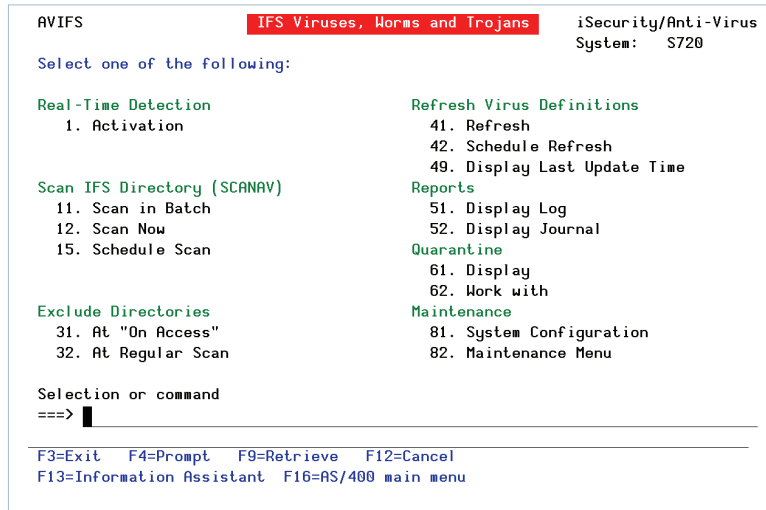 AVIFS IFS Viruses, Worms and Trojans iSecurity/Anti-Virus
System: S720
Select one of the following:
Real-Time Detection Refresh Virus Definitions
1. Activation 41. Refresh
42. Schedule Refresh
49. Display Last Update Time
Scan IFS Directory (SCANAV) Reports
11. Scan in Batch 51. Display Log
12. Scan Now 52. Display Journal
15. Schedule Scan Quarantine
61. Display
62. Work with
Exclude Directories Maintenance
31. At "On Access" 81. System Configuration
32. At Regular Scan 82. Maintenance Menu
Selection or command
===>
F3=Exit F4=Prompt F9=Retrieve F12=Cancel
F13=Information Assistant F16=AS/400 main menu